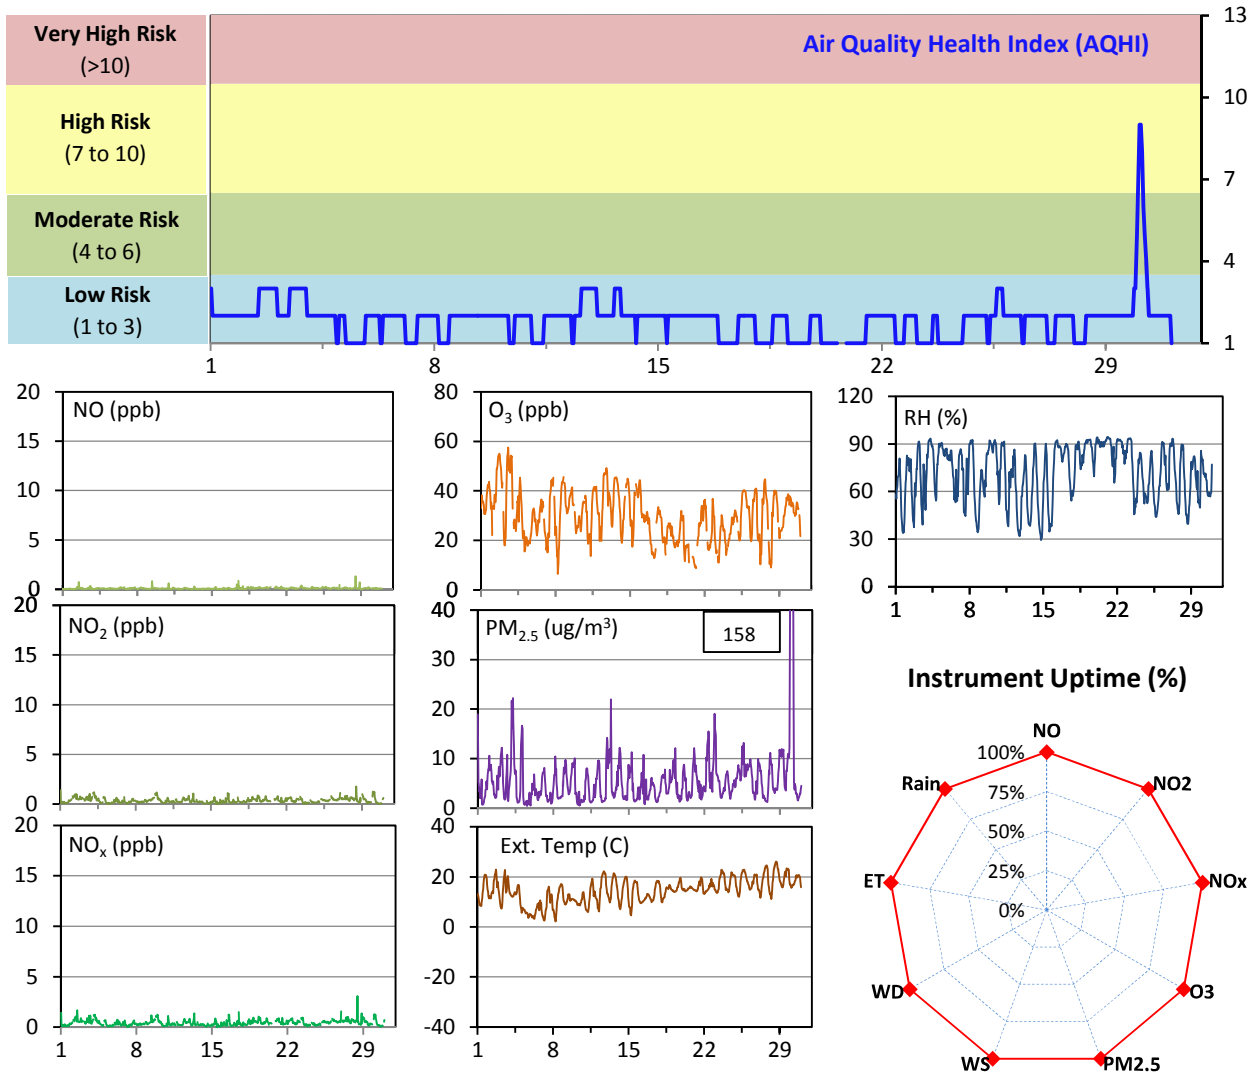 Very High Risk
(>10)
High Risk
(7 to 10)
Moderate Risk
(4 to 6)
Low Risk
(1 to 3)
Air Quality Health Index (AQHI)
13
10
7
4
1
1 8 15 22 29
NO (ppb)
20
15
10
5
0
O3 (ppb)
80
60
40
20
0
RH (%)
120
90
60
30
0
1 8 15 22 29
NO2 (ppb)
20
15
10
5
0
PM2.5 (ug/m³)
158
40
30
20
10
0
NOx (ppb)
20
15
10
5
0
1 8 15 22 29
Ext. Temp (C)
40
20
0
-20
-40
1 8 15 22 29
Instrument Uptime (%)
NO
NO2
NOx
O3
PM2.5
WS
WD
ET
Rain
100%
75%
50%
25%
0%